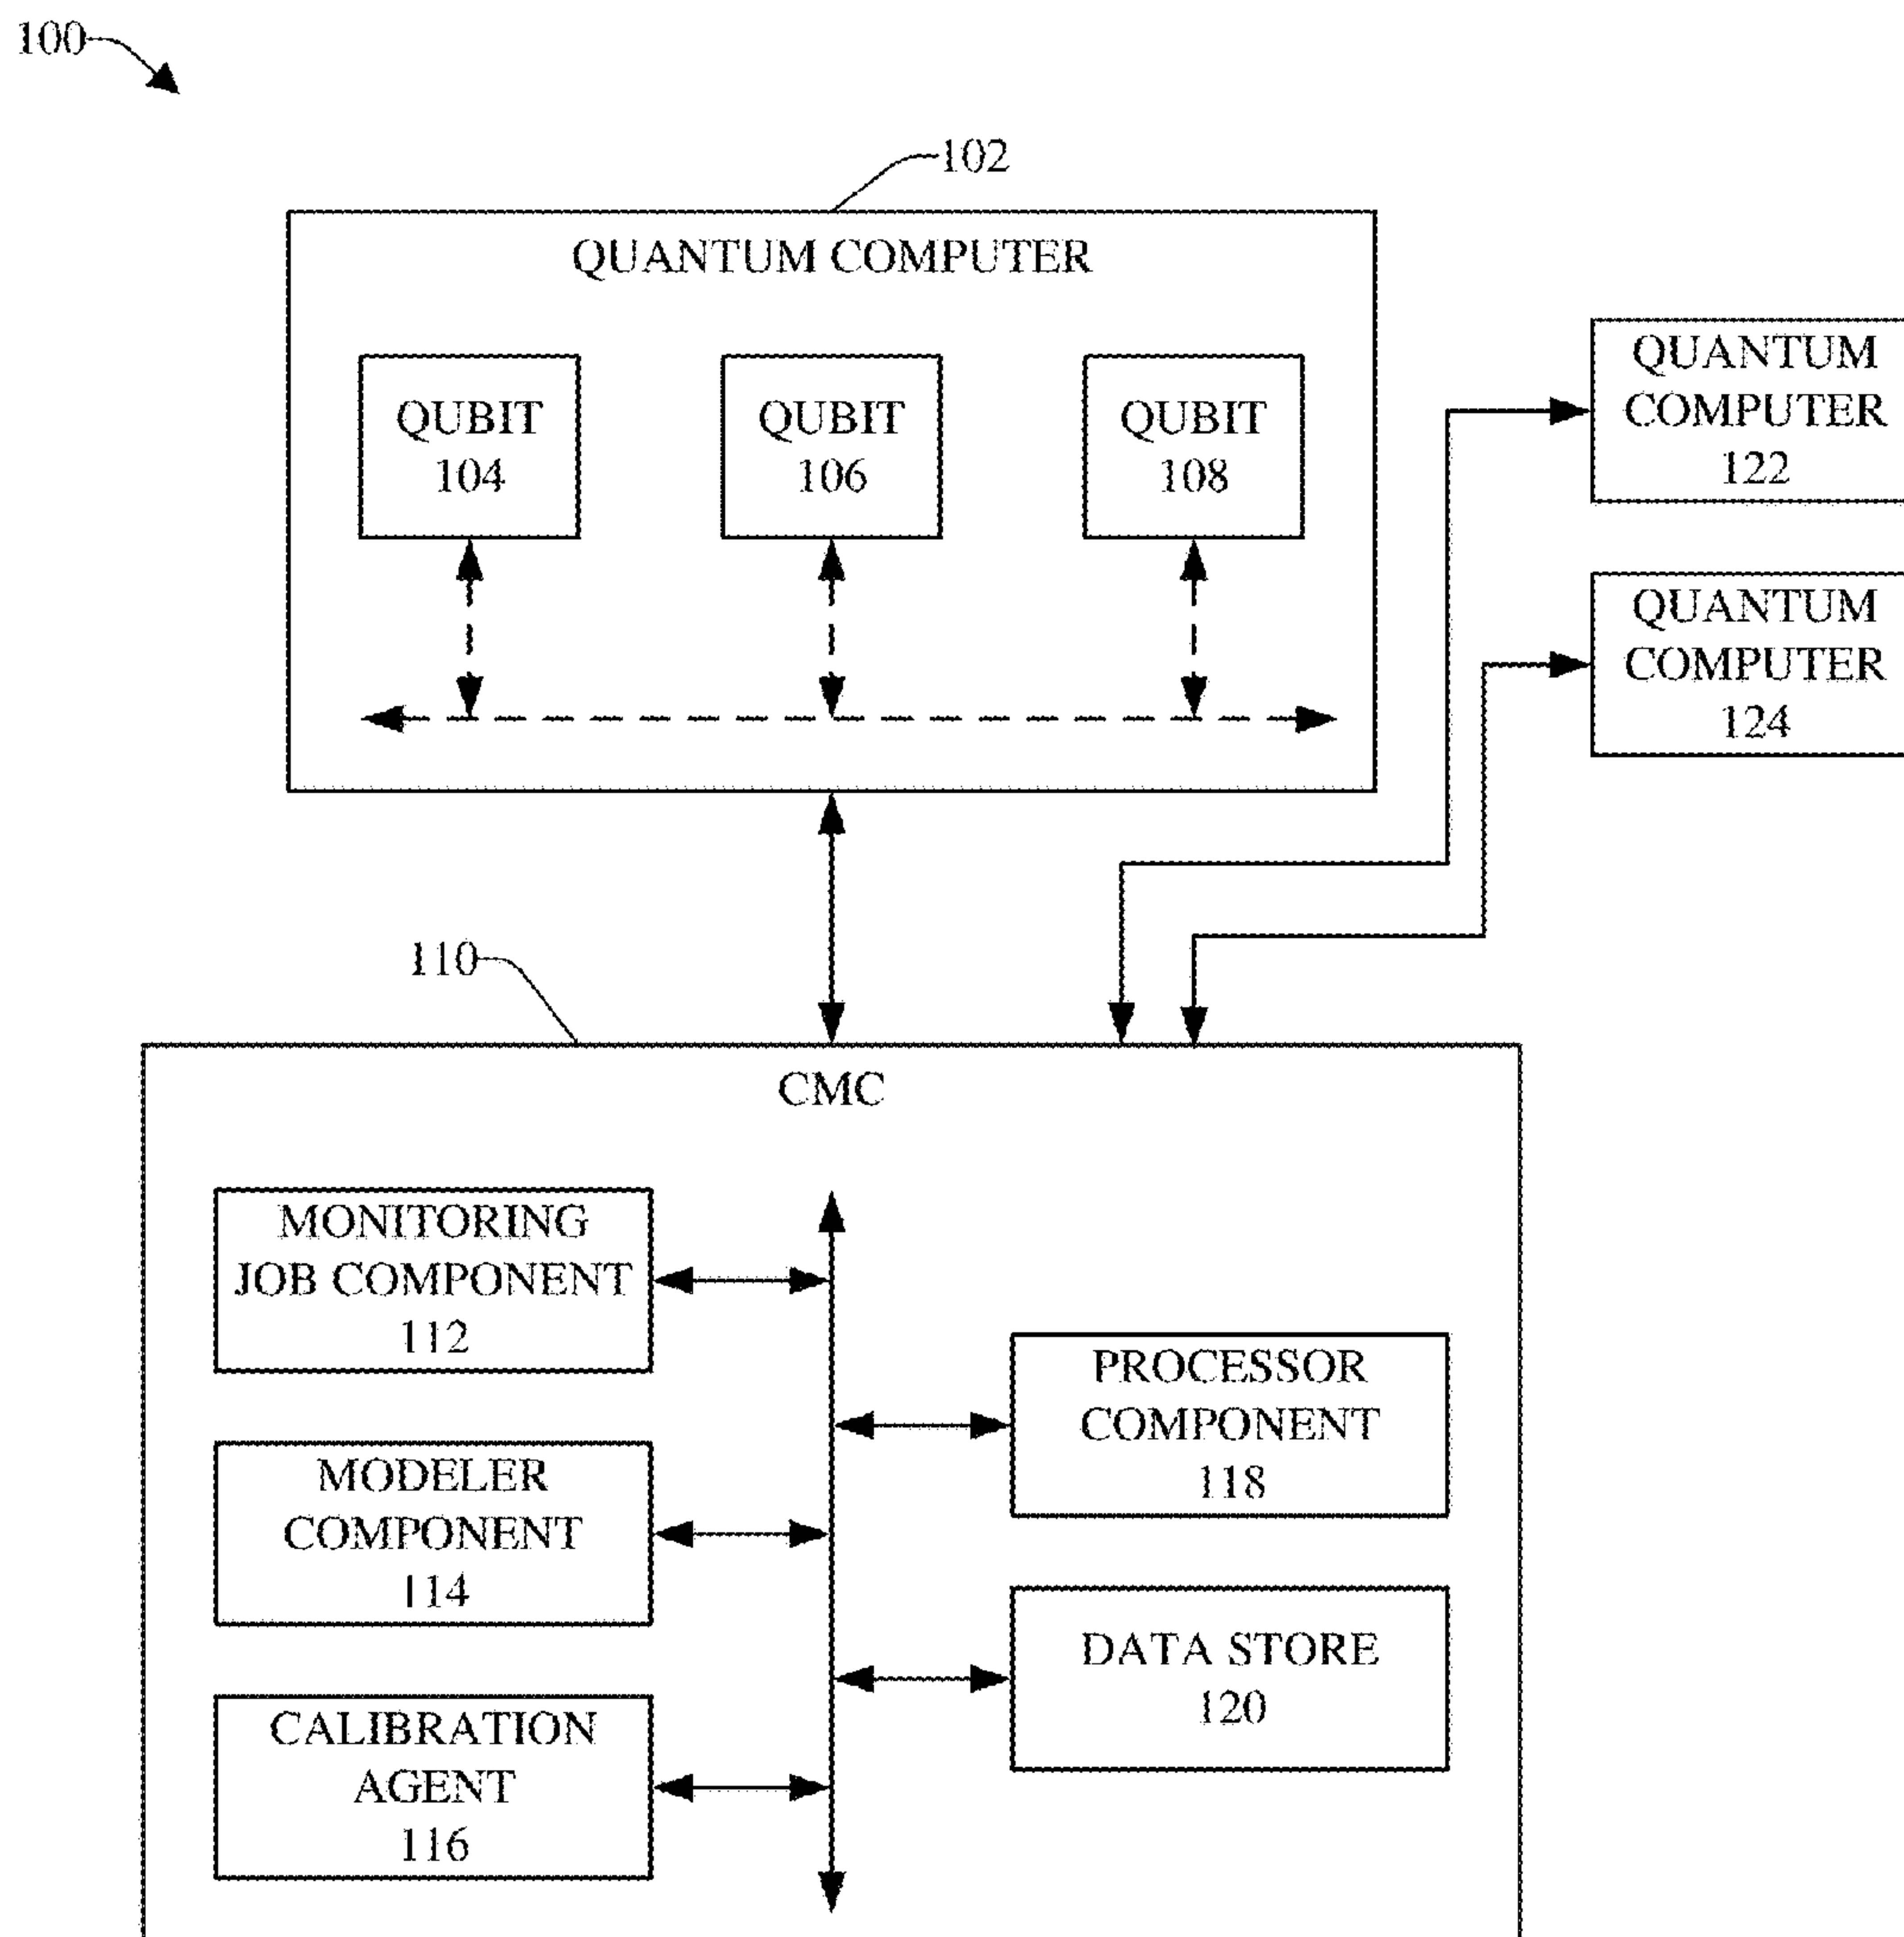 100
102
QUANTUM COMPUTER
QUBIT
104
QUBIT
106
QUBIT
108
QUANTUM
COMPUTER
122
QUANTUM
COMPUTER
124
110
CMC
MONITORING
JOB COMPONENT
112
MODELER
COMPONENT
114
CALIBRATION
AGENT
116
PROCESSOR
COMPONENT
118
DATA STORE
120